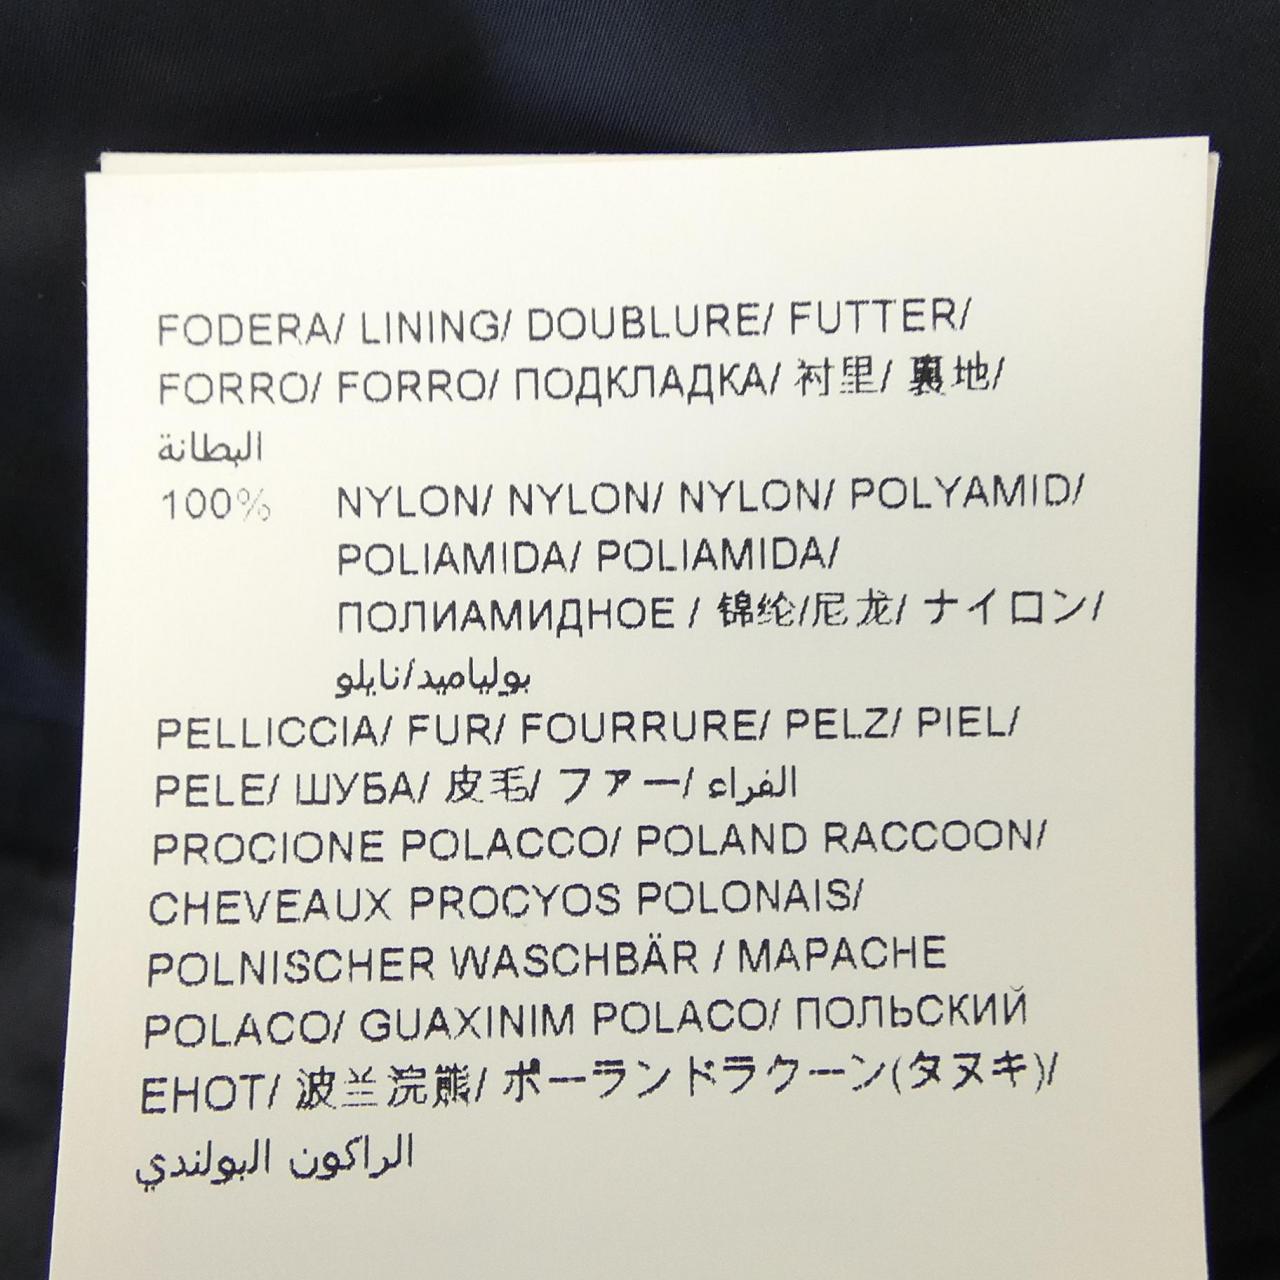 FODERA/ LINING/ DOUBLURE/ FUTTER/
FORRO/ FORRO/ ПОДКЛАДКА/ 衬里/ 裏地/
البطانة
100% NYLON/ NYLON/ NYLON/ POLYAMID/
POLIAMIDA/ POLIAMIDA/
ПОЛИАМИДНОЕ / 锦纶/尼龙/ ナイロン/
بولياميد/نايلو
PELLICCIA/ FUR/ FOURRURE/ PELZ/ PIEL/
PELE/ ШУБА/ 皮毛/ ファー/ الفراء
PROCIONE POLACCO/ POLAND RACCOON/
CHEVEAUX PROCYOS POLONAIS/
POLNISCHER WASCHBÄR / MAPACHE
POLACO/ GUAXINIM POLACO/ ПОЛЬСКИЙ
ЕНОТ/ 波兰浣熊/ ポーランドラクーン(タヌキ)/
الراكون البولندي